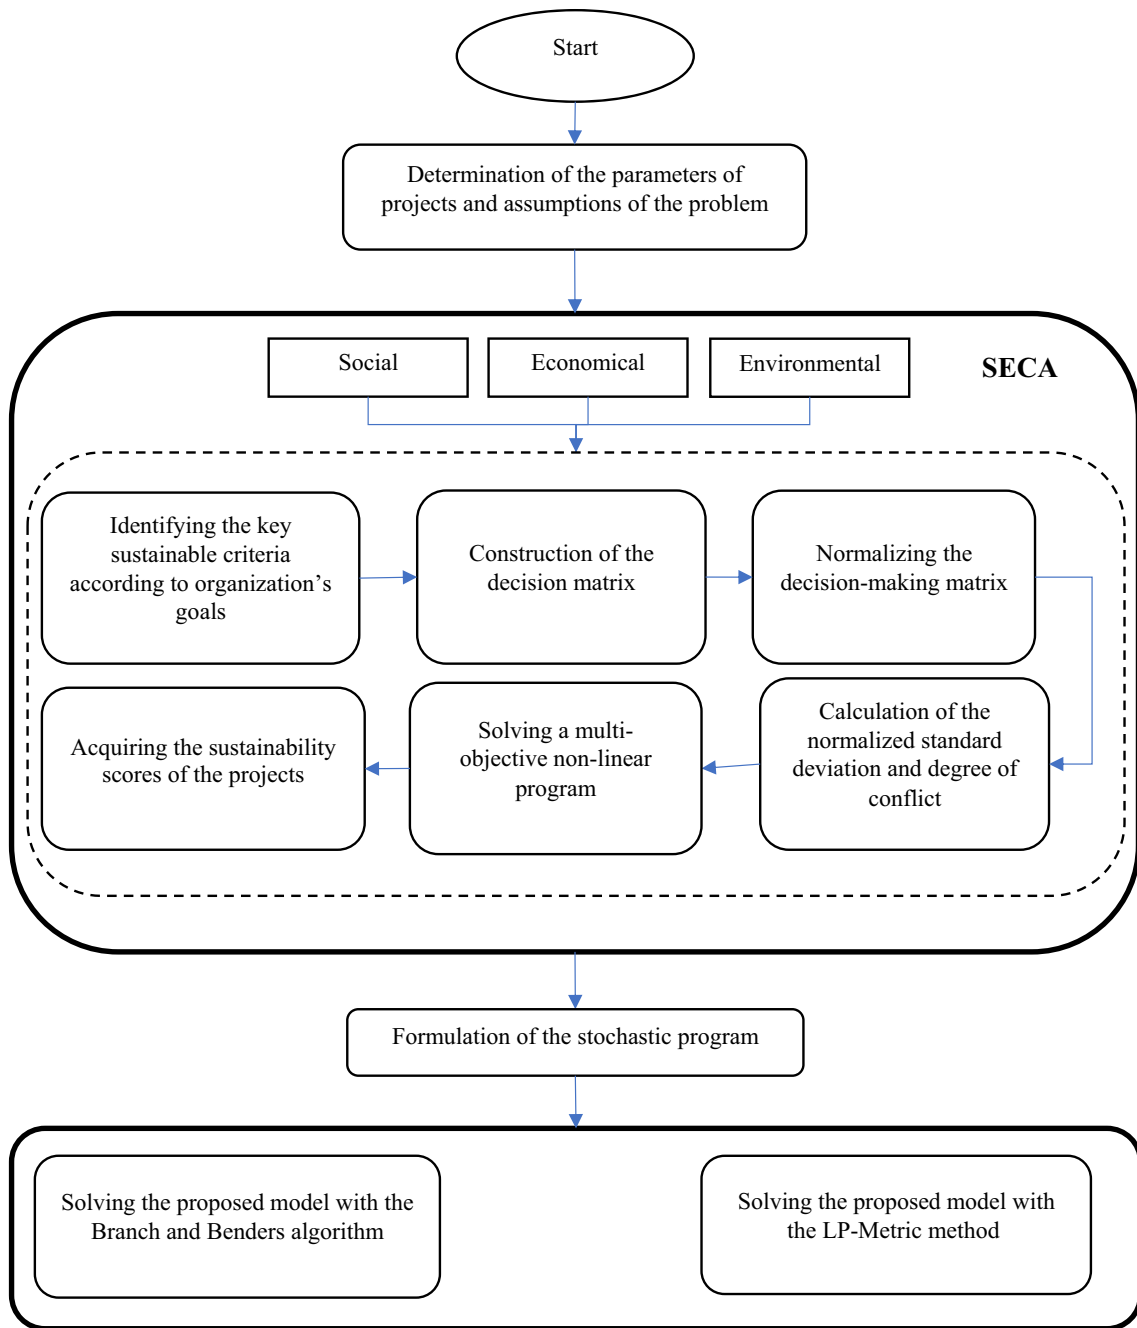 Start
Determination of the parameters of
projects and assumptions of the problem
Social
Economical
Environmental
SECA
Identifying the key
sustainable criteria
according to organization’s
goals
Construction of the
decision matrix
Normalizing the
decision-making matrix
Calculation of the
normalized standard
deviation and degree of
conflict
Solving a multi-
objective non-linear
program
Acquiring the sustainability
scores of the projects
Formulation of the stochastic program
Solving the proposed model with the
Branch and Benders algorithm
Solving the proposed model with
the LP-Metric method